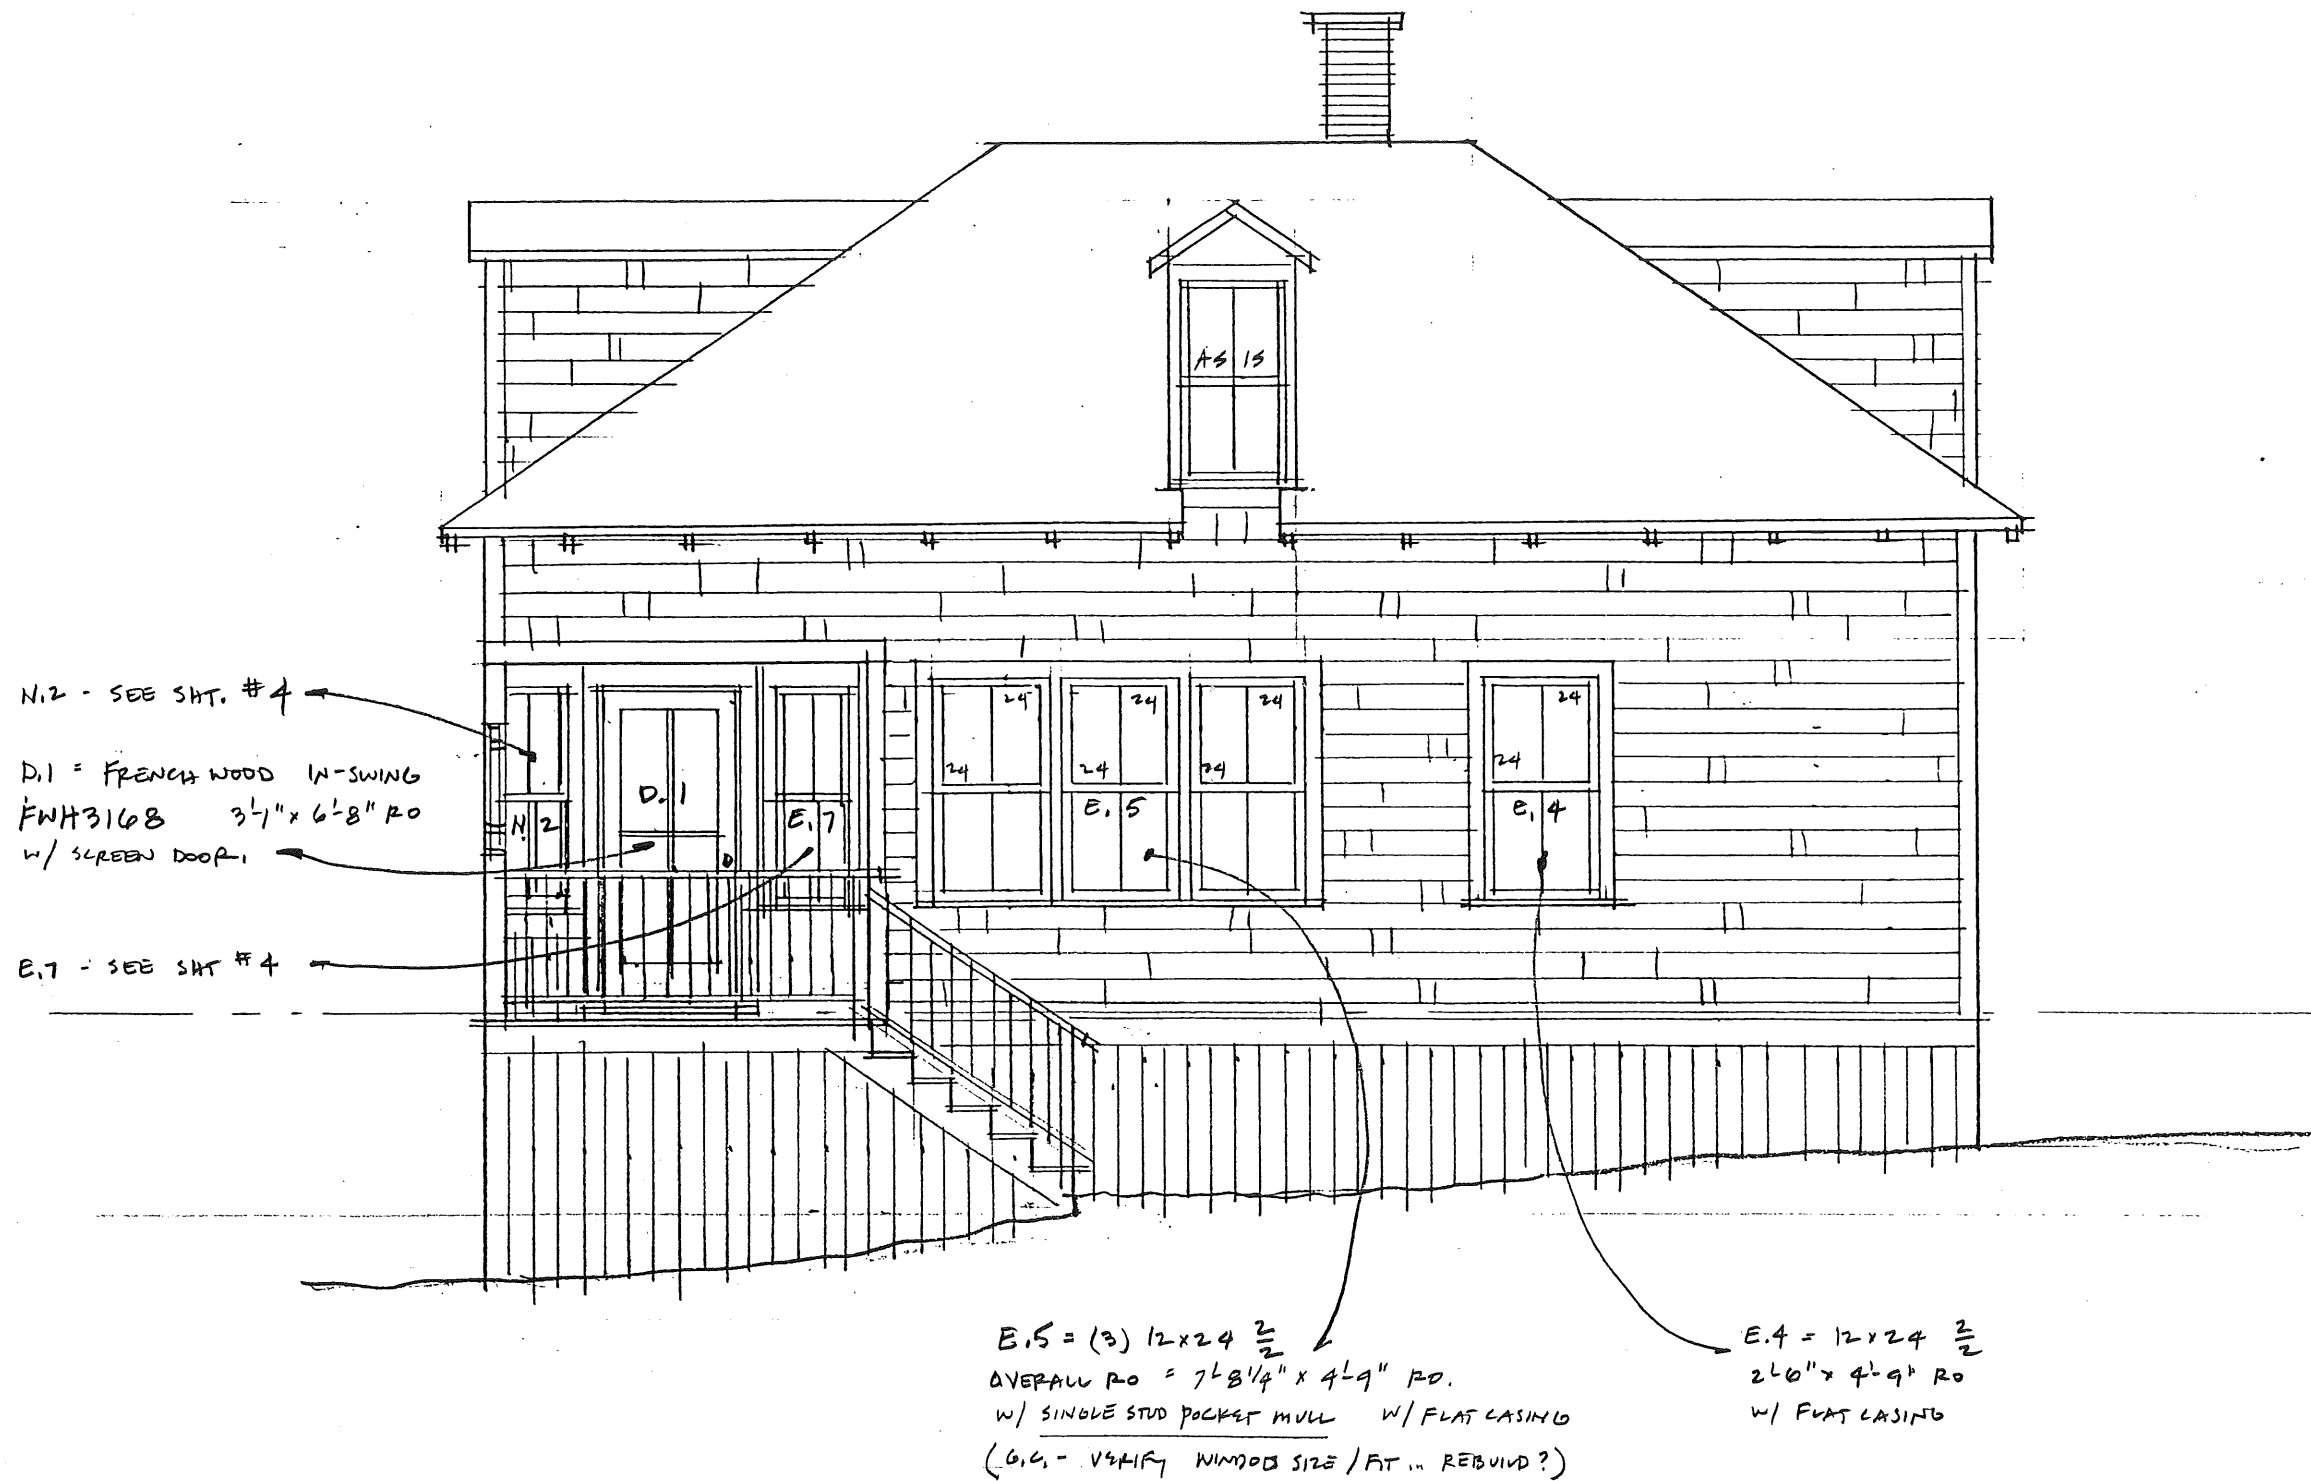 AS IS
N.2 - SEE SHT. #4
D.1 = FRENCH WOOD IN-SWING
FWH3168 3'-1" x 6'-8" RO
W/ SCREEN DOOR.
E.7 - SEE SHT #4
N.2
D.1
E.7
24 24 24 24
24 24 24 24
E.5
E.4
E.5 = (3) 12x24 2/2
OVERALL RO = 7'-8 1/4" x 4'-9" RO.
W/ SINGLE STUD POCKET MULL W/ FLAT CASING
(G.C. - VERIFY WINDOW SIZE / FIT ... REBUILD?)
E.4 = 12x24 2/2
2'-6" x 4'-9" RO
W/ FLAT CASING